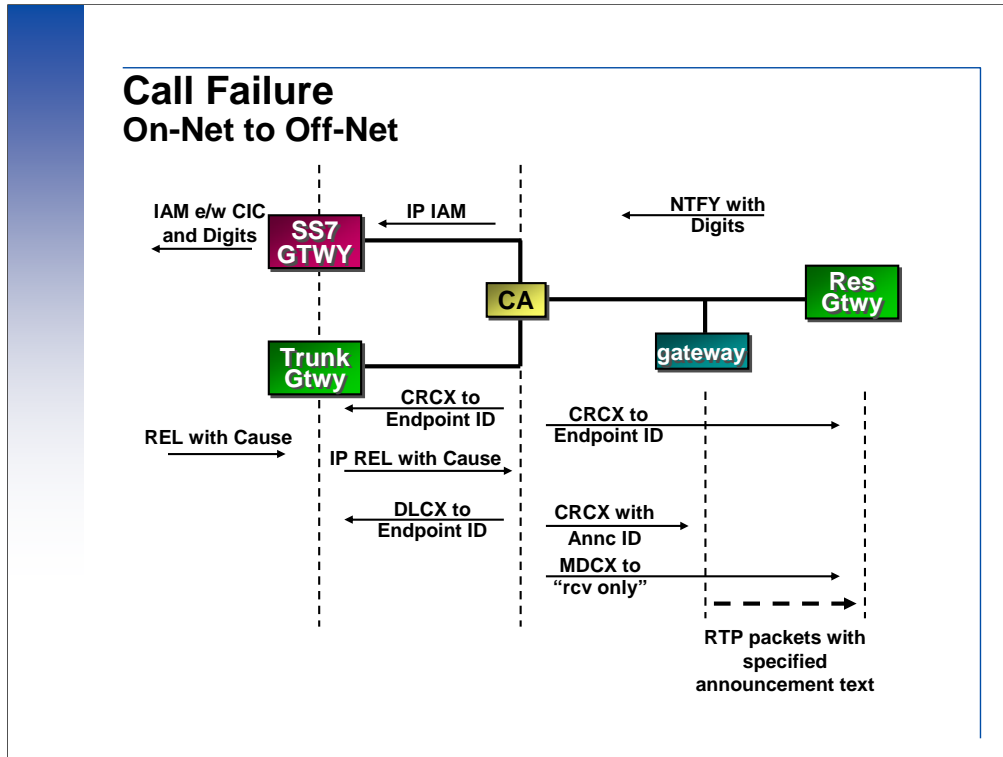 Call Failure
On-Net to Off-Net
IAM e/w CIC
and Digits
SS7
GTWY
IP IAM
NTFY with
Digits
CA
Res
Gtwy
Trunk
Gtwy
gateway
CRCX to
Endpoint ID
CRCX to
Endpoint ID
REL with Cause
IP REL with Cause
DLCX to
Endpoint ID
CRCX with
Annc ID
MDCX to
“rcv only”
RTP packets with
specified
announcement text